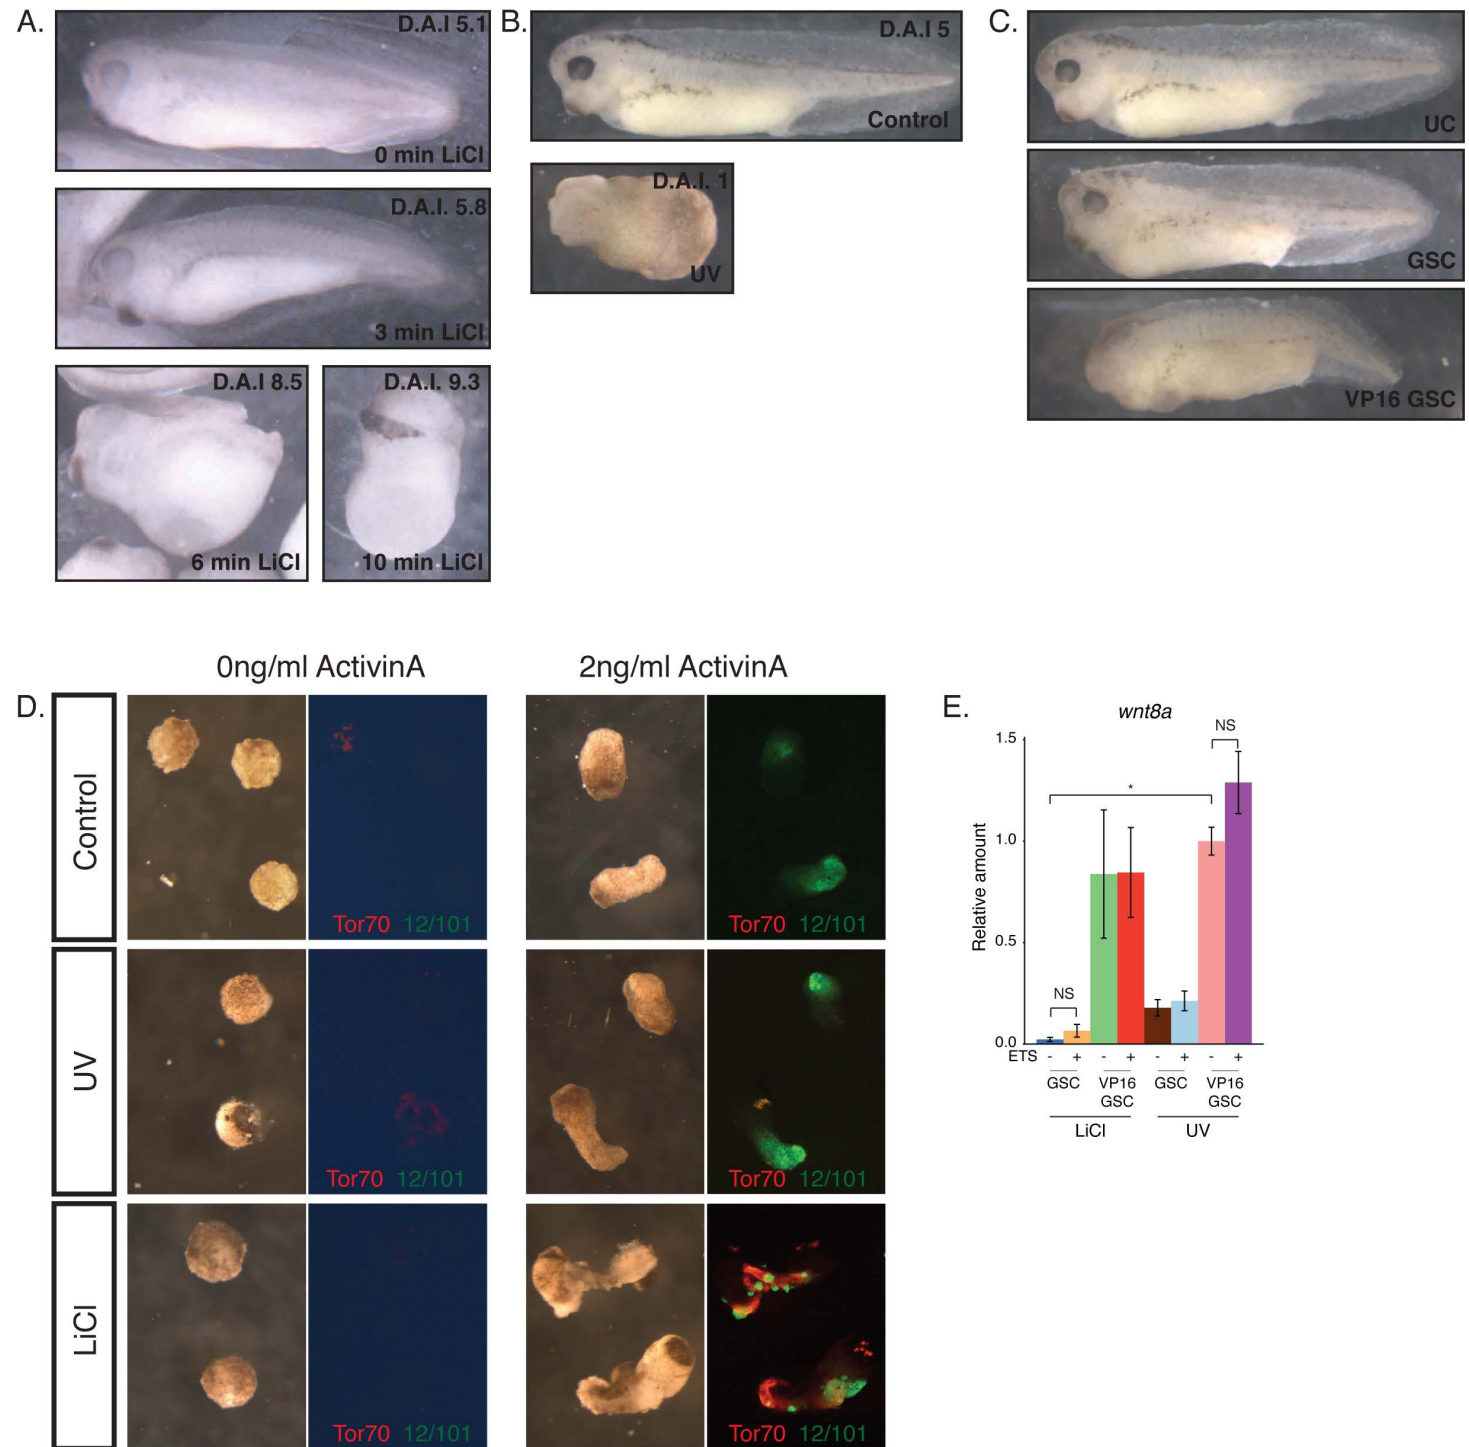 A.
D.A.I 5.1
0 min LiCl
D.A.I. 5.8
3 min LiCl
D.A.I 8.5
6 min LiCl
D.A.I. 9.3
10 min LiCl
B.
D.A.I 5
Control
D.A.I. 1
UV
C.
UC
GSC
VP16 GSC
D.
0ng/ml ActivinA
2ng/ml ActivinA
Control
Tor70 12/101
Tor70 12/101
UV
Tor70 12/101
Tor70 12/101
LiCl
Tor70 12/101
Tor70 12/101
E.
wnt8a
Relative amount
1.5
1.0
0.5
0.0
NS
*
NS
ETS - + - + - + - +
GSC VP16 GSC GSC VP16 GSC
LiCl UV